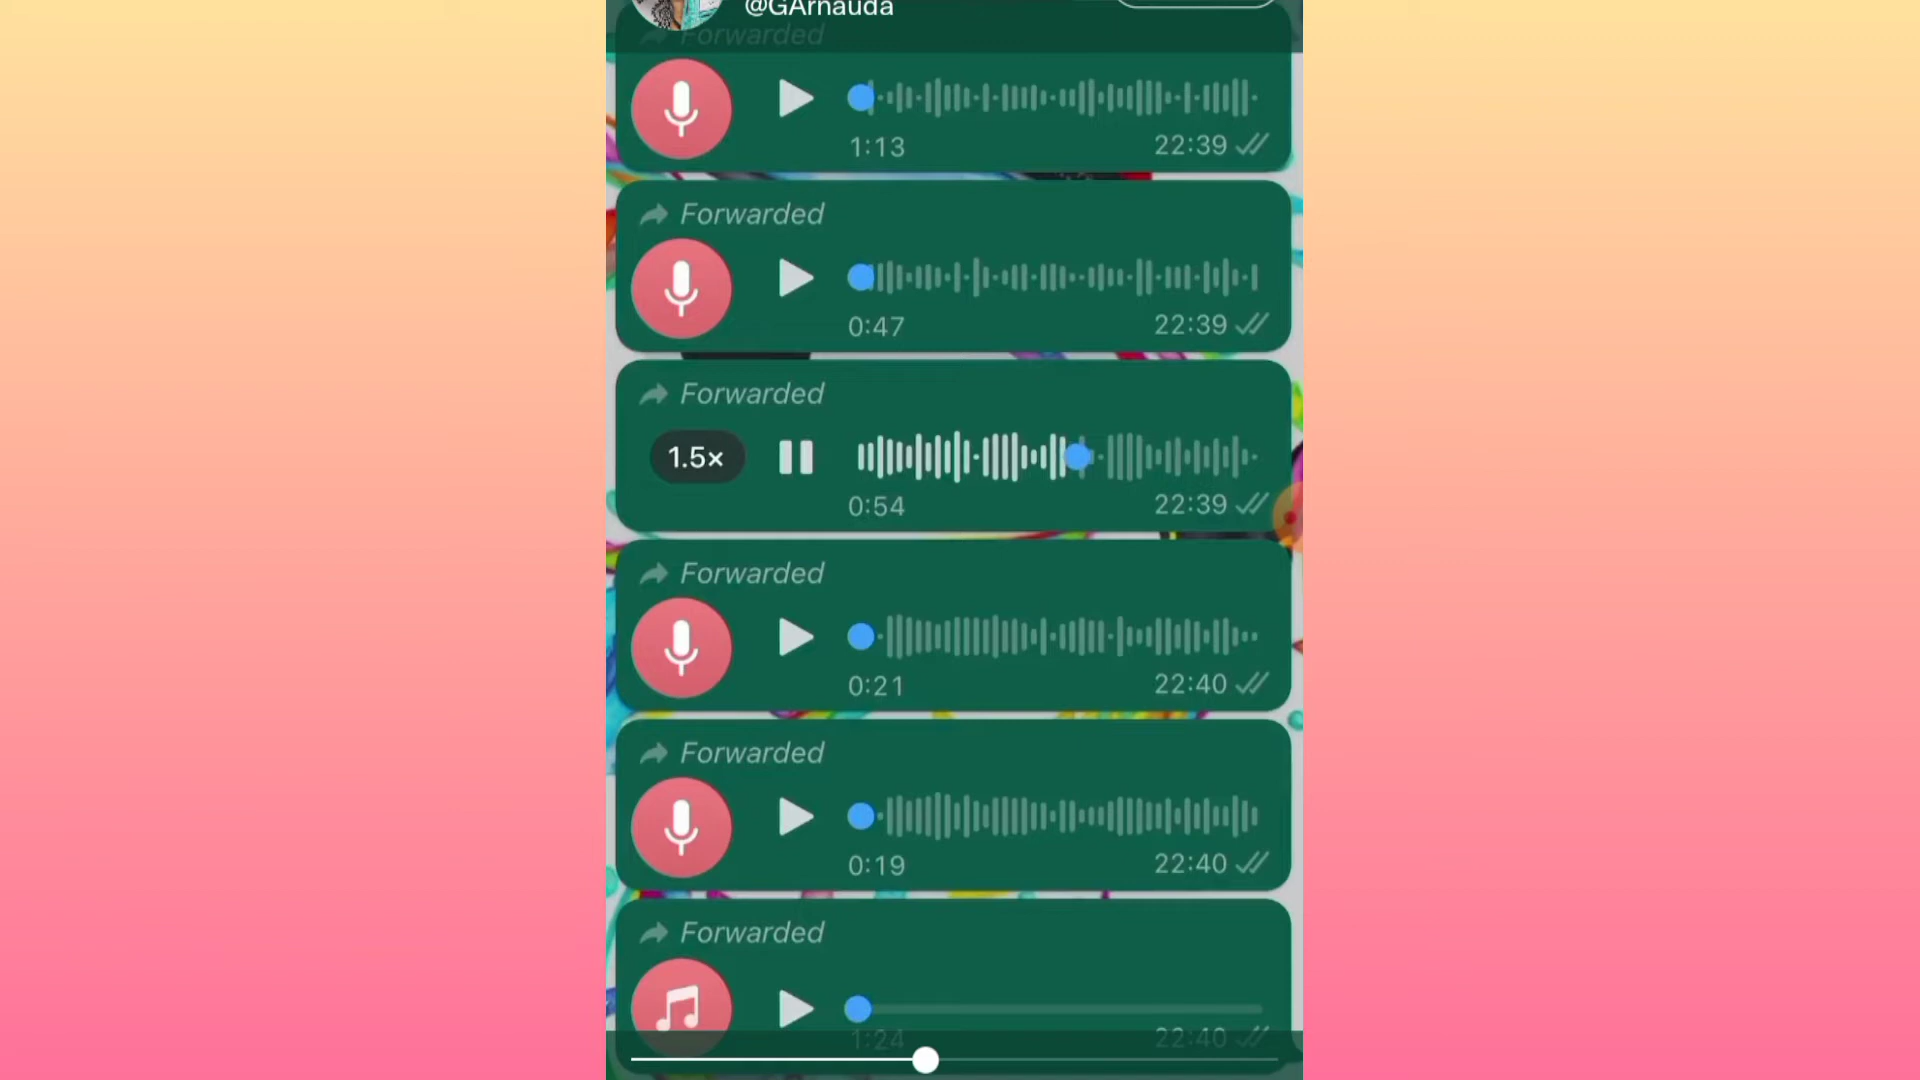 @GArnauda
Forwarded
1:13 22:39
Forwarded
0:47 22:39
Forwarded
1.5×
0:54 22:39
Forwarded
0:21 22:40
Forwarded
0:19 22:40
Forwarded
1:24 22:40